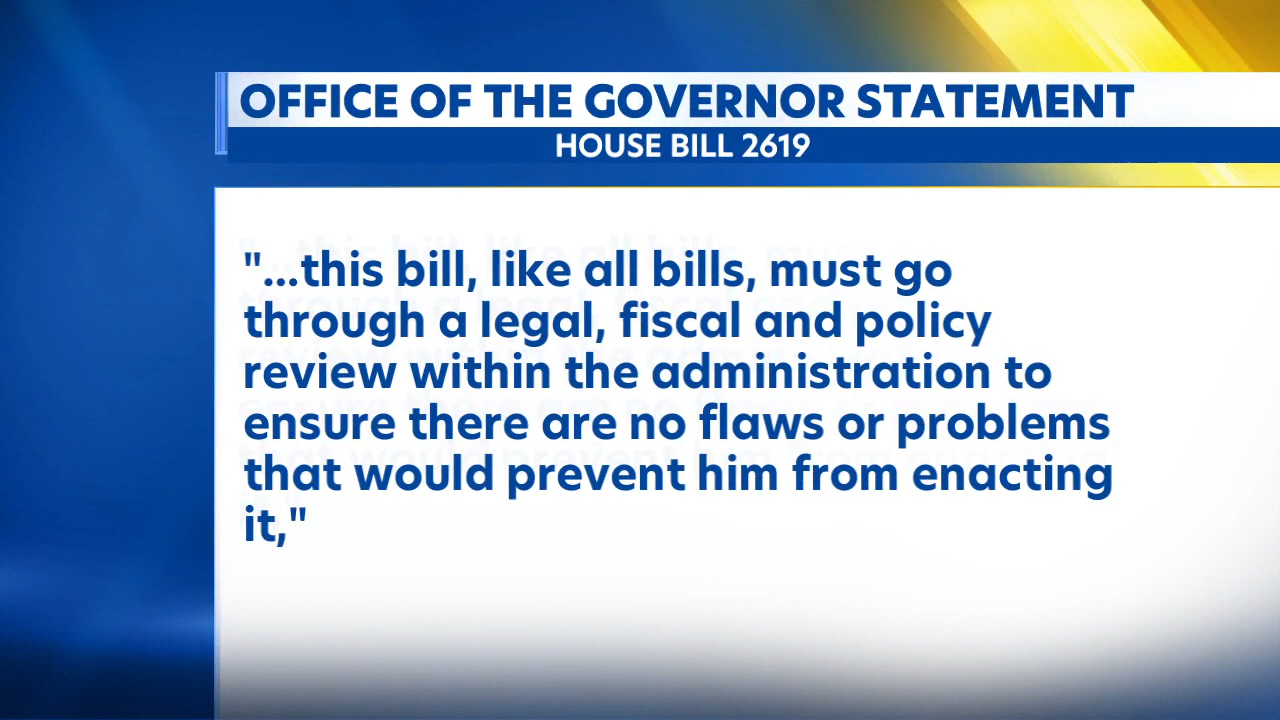 OFFICE OF THE GOVERNOR STATEMENT
HOUSE BILL 2619
"...this bill, like all bills, must go
through a legal, fiscal and policy
review within the administration to
ensure there are no flaws or problems
that would prevent him from enacting
it,"